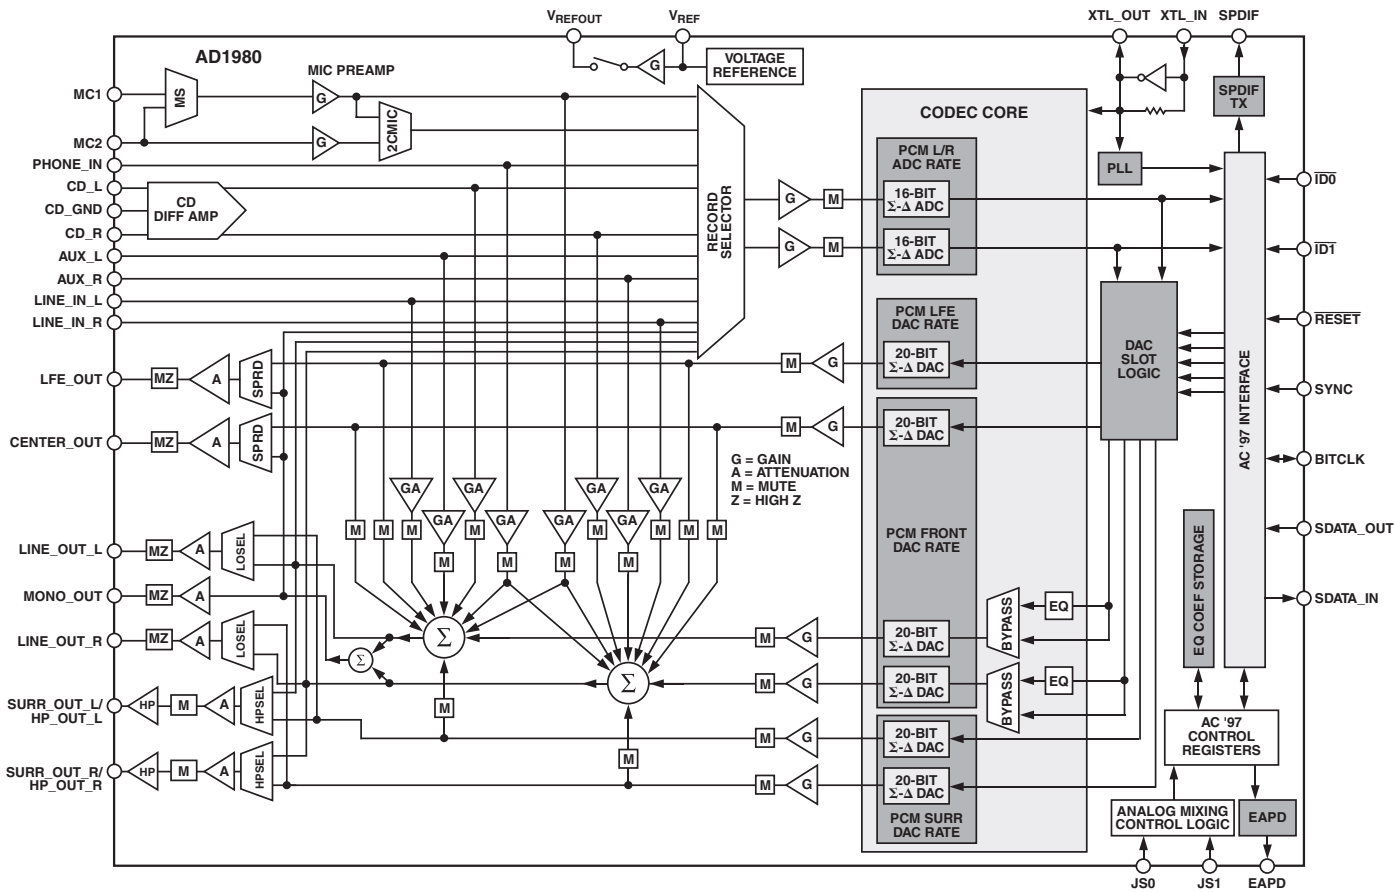 V_REFOUT
V_REF
XTL_OUT
XTL_IN
SPDIF
AD1980
G
VOLTAGE
REFERENCE
MIC PREAMP
MC1
MS
G
2CMIC
MC2
G
PHONE_IN
CD_L
CD_GND
CD_R
CD
DIFF AMP
AUX_L
AUX_R
LINE_IN_L
LINE_IN_R
RECORD
SELECTOR
G
M
G
M
CODEC CORE
PCM L/R
ADC RATE
16-BIT
Σ-Δ ADC
16-BIT
Σ-Δ ADC
PLL
SPDIF
TX
ID0
ID1
RESET
SYNC
BITCLK
SDATA_OUT
SDATA_IN
AC '97 INTERFACE
DAC
SLOT
LOGIC
PCM LFE
DAC RATE
20-BIT
Σ-Δ DAC
G
M
LFE_OUT
MZ
A
SPRD
CENTER_OUT
MZ
A
SPRD
M
G
20-BIT
Σ-Δ DAC
G = GAIN
A = ATTENUATION
M = MUTE
Z = HIGH Z
GA
GA
GA
GA
GA
GA
GA
GA
M
M
M
M
M
M
M
M
M
M
M
M
PCM FRONT
DAC RATE
EQ COEF STORAGE
LINE_OUT_L
MZ
A
LOSEL
MONO_OUT
MZ
A
LINE_OUT_R
MZ
A
LOSEL
Σ
Σ
Σ
M
G
20-BIT
Σ-Δ DAC
BYPASS
EQ
M
G
20-BIT
Σ-Δ DAC
BYPASS
EQ
SURR_OUT_L/
HP_OUT_L
HP
M
A
HPSEL
M
M
G
20-BIT
Σ-Δ DAC
SURR_OUT_R/
HP_OUT_R
HP
M
A
HPSEL
M
M
G
20-BIT
Σ-Δ DAC
PCM SURR
DAC RATE
AC '97
CONTROL
REGISTERS
ANALOG MIXING
CONTROL LOGIC
EAPD
JS0
JS1
EAPD